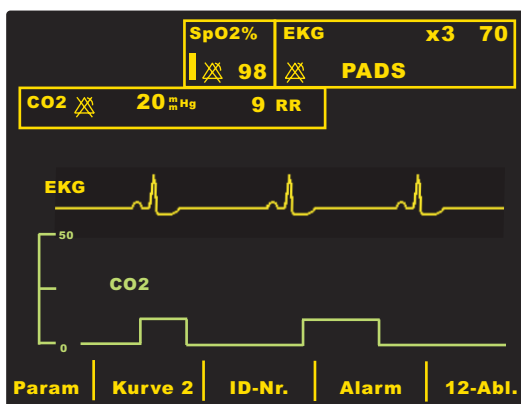 SpO2% EKG x3 70
98 PADS
CO2 20 mmHg 9 RR
EKG
50
CO2
0
Param Kurve 2 ID-Nr. Alarm 12-Abl.